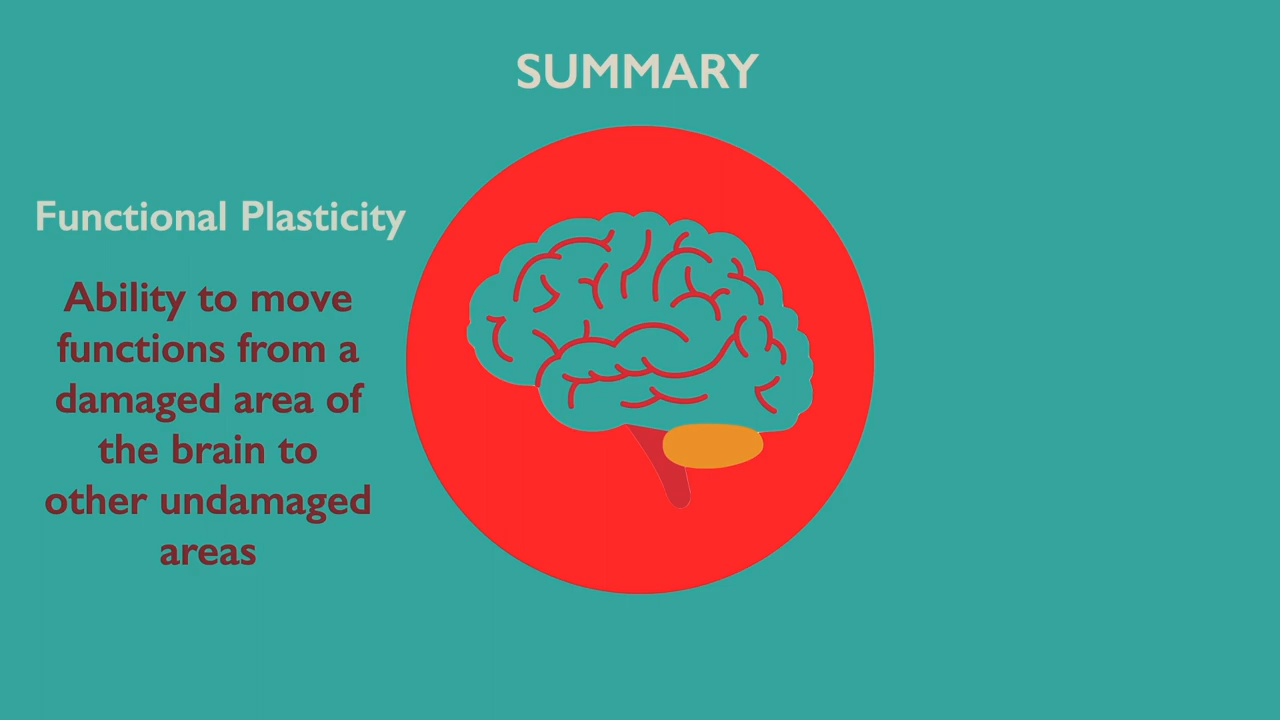 SUMMARY
Functional Plasticity
Ability to move
functions from a
damaged area of
the brain to
other undamaged
areas